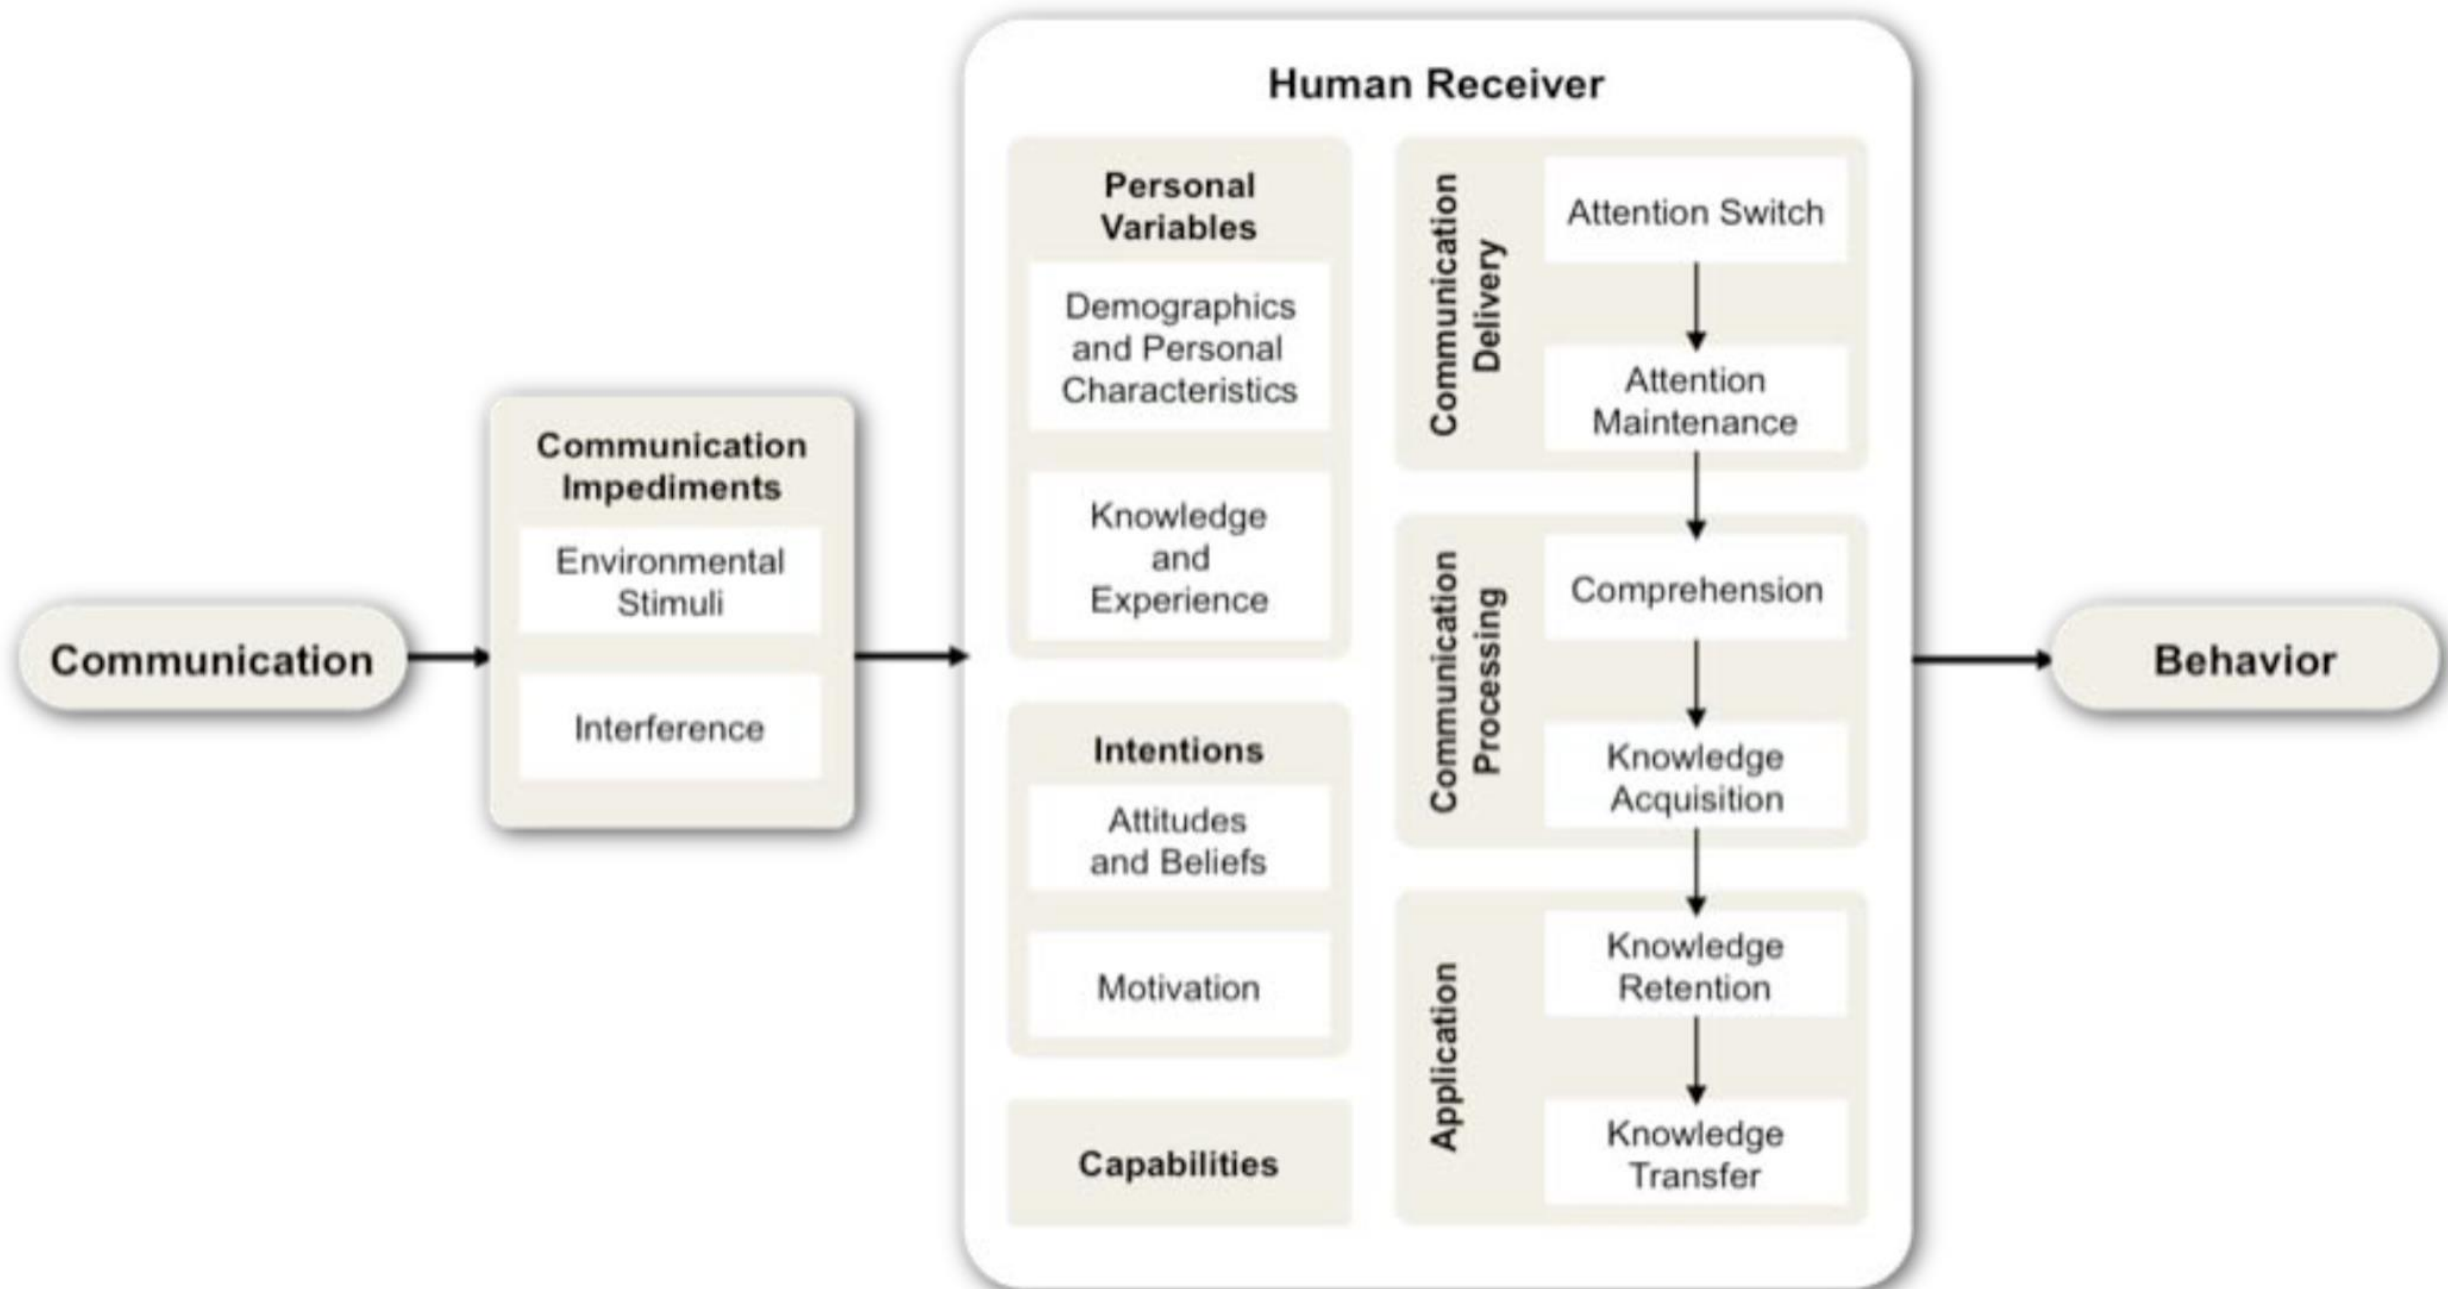 Communication
Communication
Impediments
Environmental
Stimuli
Interference
Human Receiver
Personal
Variables
Demographics
and Personal
Characteristics
Knowledge
and
Experience
Intentions
Attitudes
and Beliefs
Motivation
Capabilities
Communication
Delivery
Attention Switch
Attention
Maintenance
Communication
Processing
Comprehension
Knowledge
Acquisition
Application
Knowledge
Retention
Knowledge
Transfer
Behavior